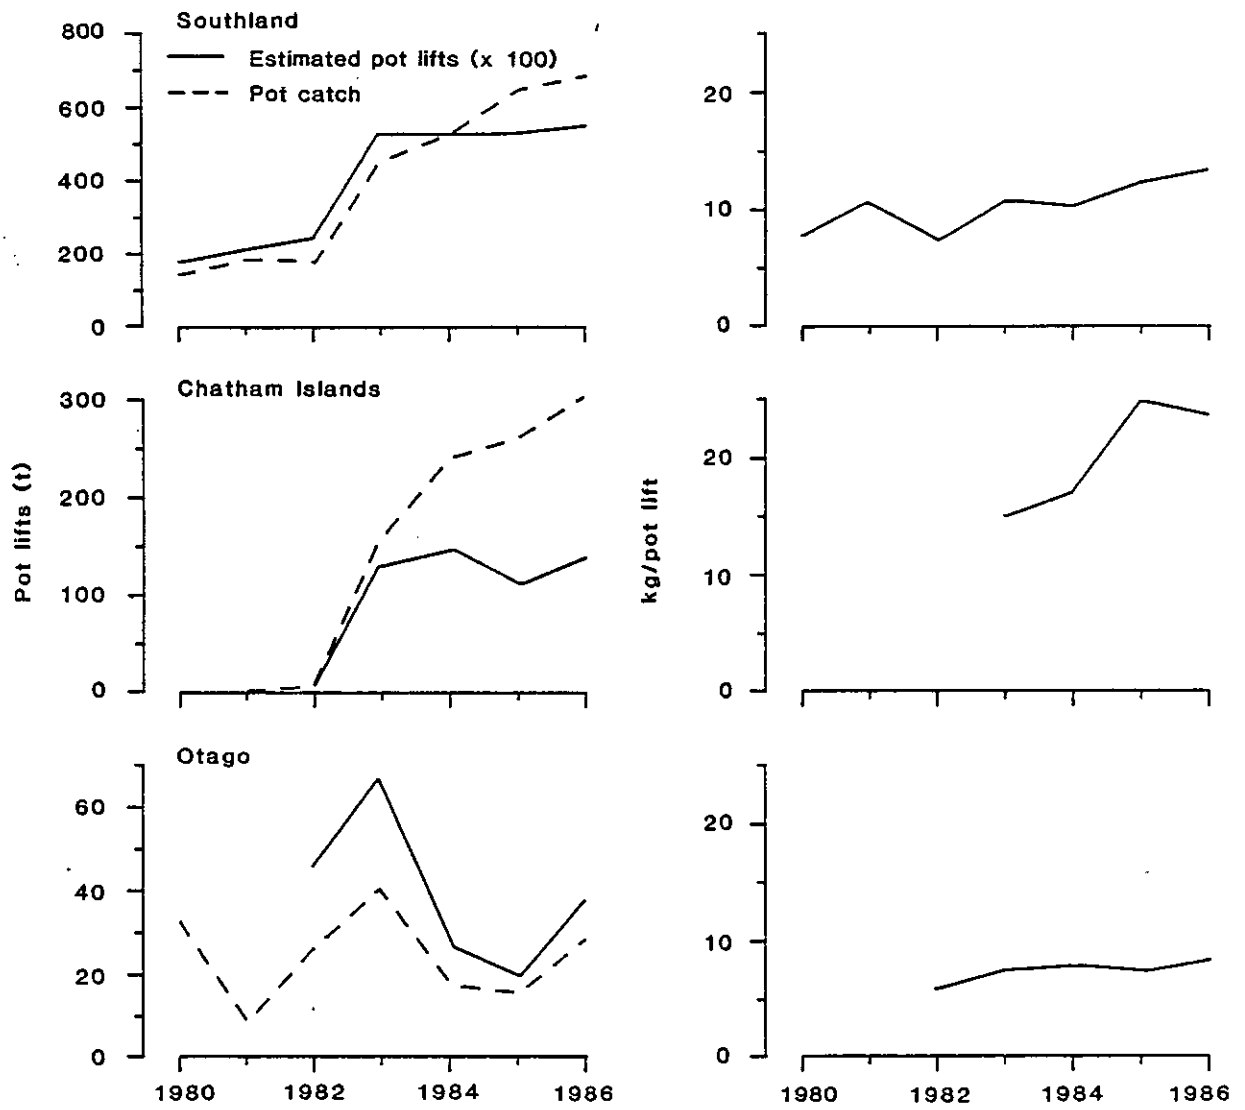 Southland
Estimated pot lifts (x 100)
Pot catch
800
600
400
200
0
20
10
0
Chatham Islands
300
200
100
0
20
10
0
Pot lifts (t)
kg/pot lift
Otago
60
40
20
0
1980 1982 1984 1986
20
10
0
1980 1982 1984 1986